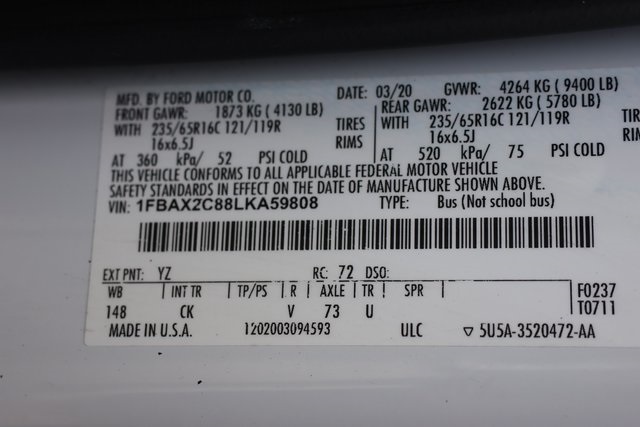 MFD. BY FORD MOTOR CO. DATE: 03/20 GVWR: 4264 KG ( 9400 LB)
FRONT GAWR: 1873 KG ( 4130 LB) REAR GAWR: 2622 KG ( 5780 LB)
WITH 235/65R16C 121/119R TIRES WITH 235/65R16C 121/119R
16x6.5J RIMS 16x6.5J
AT 360 kPa/ 52 PSI COLD AT 520 kPa/ 75 PSI COLD
THIS VEHICLE CONFORMS TO ALL APPLICABLE FEDERAL MOTOR VEHICLE
SAFETY STANDARDS IN EFFECT ON THE DATE OF MANUFACTURE SHOWN ABOVE.
VIN: 1FBAX2C88LKA59808 TYPE: Bus (Not school bus)
EXT PNT: YZ RC: 72 DSO:
WB INT TR TP/PS R AXLE TR SPR F0237
148 CK V 73 U T0711
MADE IN U.S.A. 1202003094593 ULC ▽ 5U5A-3520472-AA